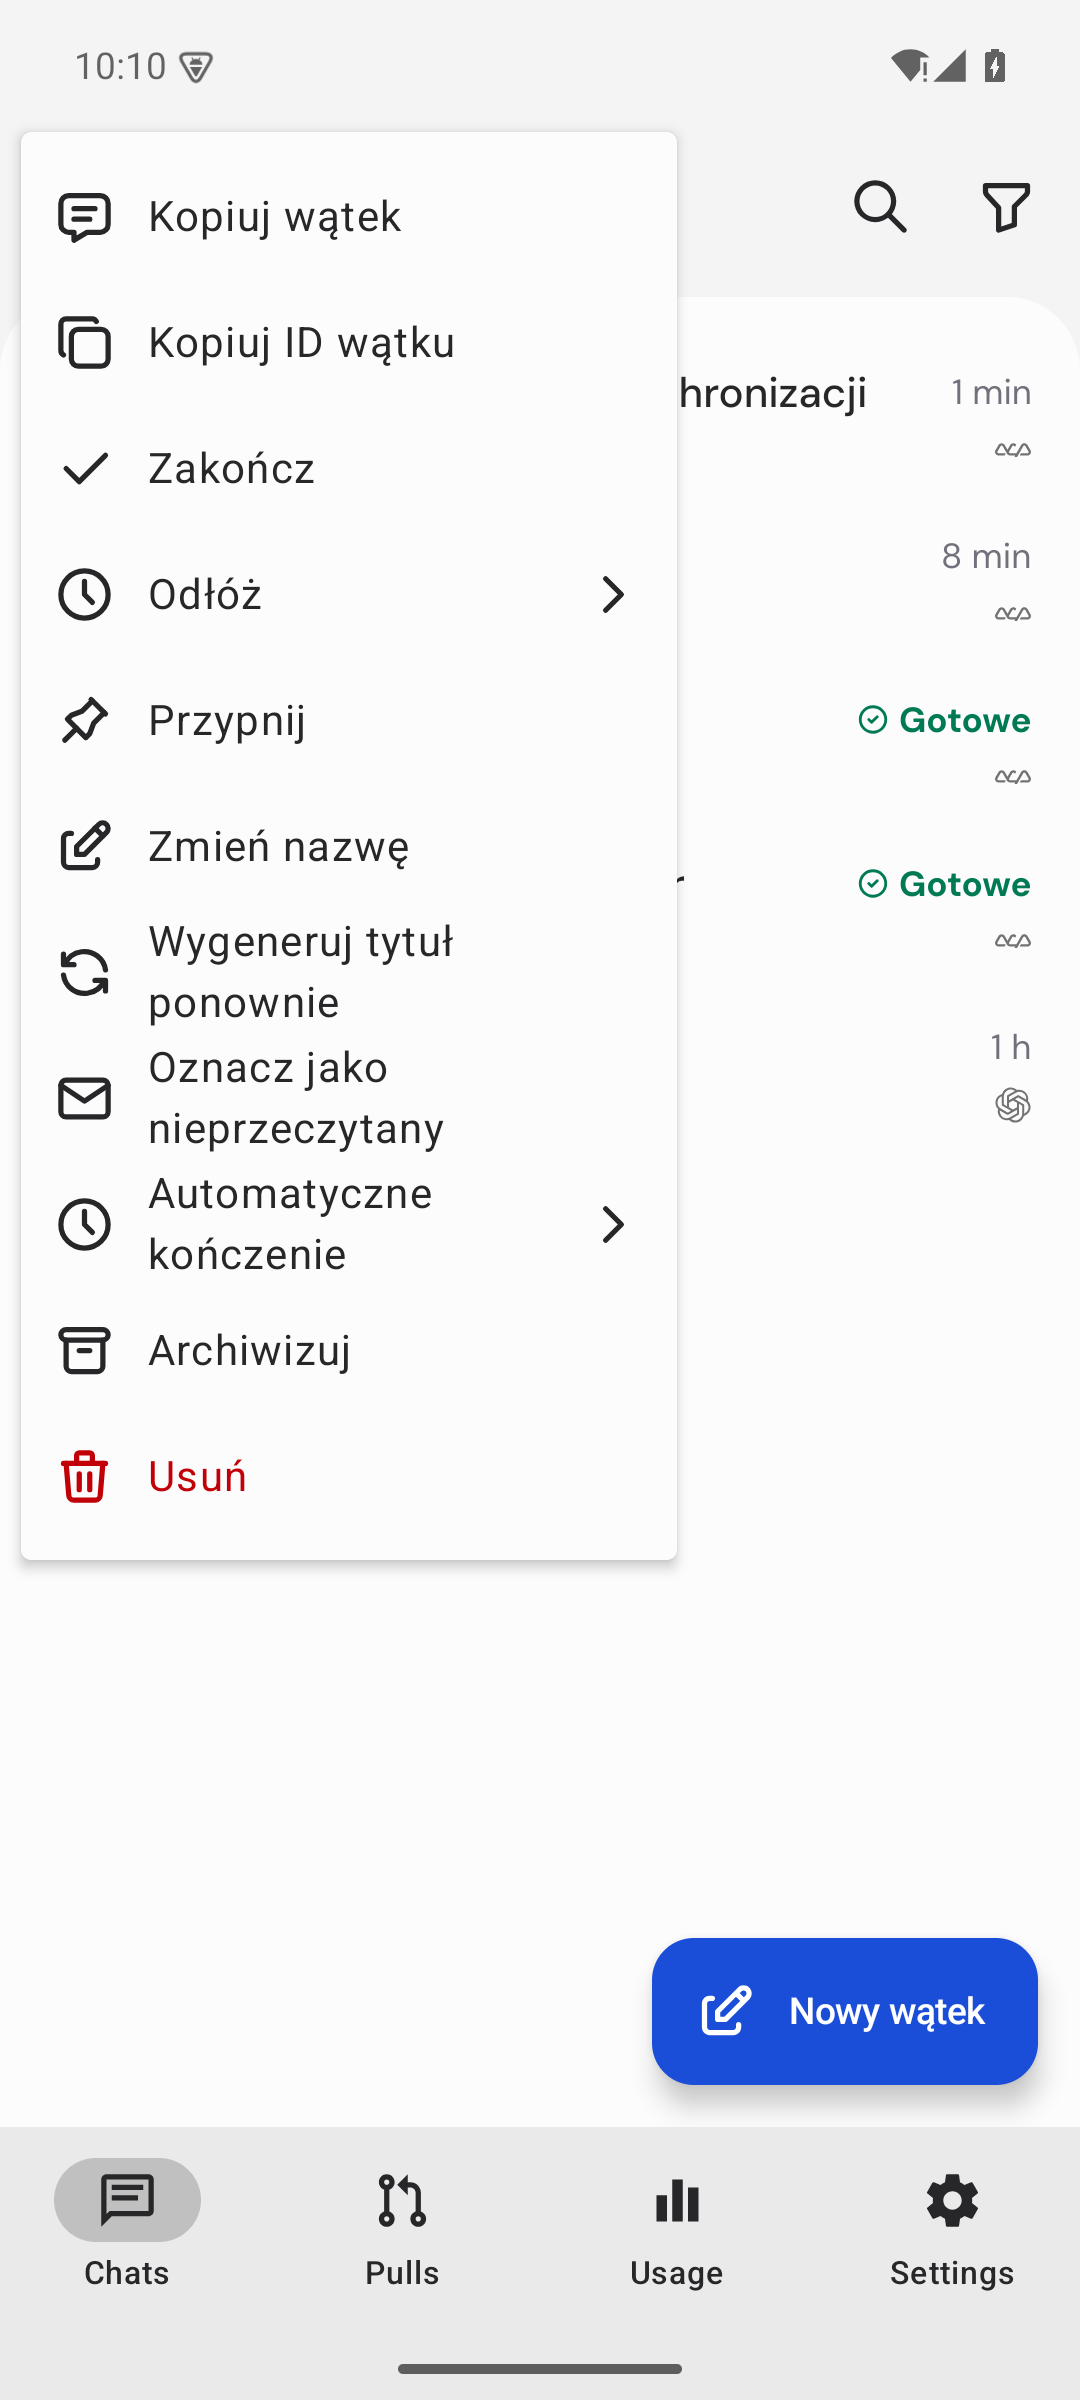 10:10
Kopiuj wątek
Kopiuj ID wątku
hronizacji
1 min
Zakończ
8 min
Odłóż
Przypnij
Gotowe
Zmień nazwę
Gotowe
Wygeneruj tytuł
ponownie
Oznacz jako
nieprzeczytany
1 h
Automatyczne
kończenie
Archiwizuj
Usuń
Nowy wątek
Chats
Pulls
Usage
Settings